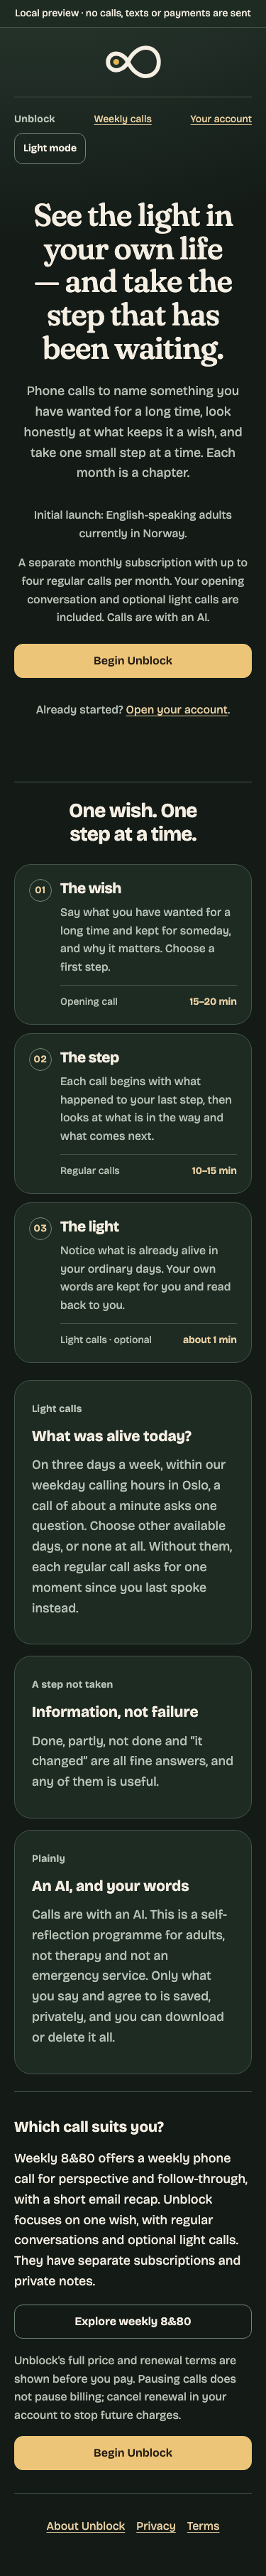 Local preview · no calls, texts or payments are sent
Unblock
Weekly calls
Your account
Light mode
See the light in
your own life
— and take the
step that has
been waiting.
Phone calls to name something you
have wanted for a long time, look
honestly at what keeps it a wish, and
take one small step at a time. Each
month is a chapter.
Initial launch: English-speaking adults
currently in Norway.
A separate monthly subscription with up to
four regular calls per month. Your opening
conversation and optional light calls are
included. Calls are with an AI.
Begin Unblock
Already started? Open your account.
One wish. One
step at a time.
01
The wish
Say what you have wanted for a
long time and kept for someday,
and why it matters. Choose a
first step.
Opening call
15–20 min
02
The step
Each call begins with what
happened to your last step, then
looks at what is in the way and
what comes next.
Regular calls
10–15 min
03
The light
Notice what is already alive in
your ordinary days. Your own
words are kept for you and read
back to you.
Light calls · optional
about 1 min
Light calls
What was alive today?
On three days a week, within our
weekday calling hours in Oslo, a
call of about a minute asks one
question. Choose other available
days, or none at all. Without them,
each regular call asks for one
moment since you last spoke
instead.
A step not taken
Information, not failure
Done, partly, not done and “it
changed” are all fine answers, and
any of them is useful.
Plainly
An AI, and your words
Calls are with an AI. This is a self-
reflection programme for adults,
not therapy and not an
emergency service. Only what
you say and agree to is saved,
privately, and you can download
or delete it all.
Which call suits you?
Weekly 8&80 offers a weekly phone
call for perspective and follow-through,
with a short email recap. Unblock
focuses on one wish, with regular
conversations and optional light calls.
They have separate subscriptions and
private notes.
Explore weekly 8&80
Unblock’s full price and renewal terms are
shown before you pay. Pausing calls does
not pause billing; cancel renewal in your
account to stop future charges.
Begin Unblock
About Unblock
Privacy
Terms